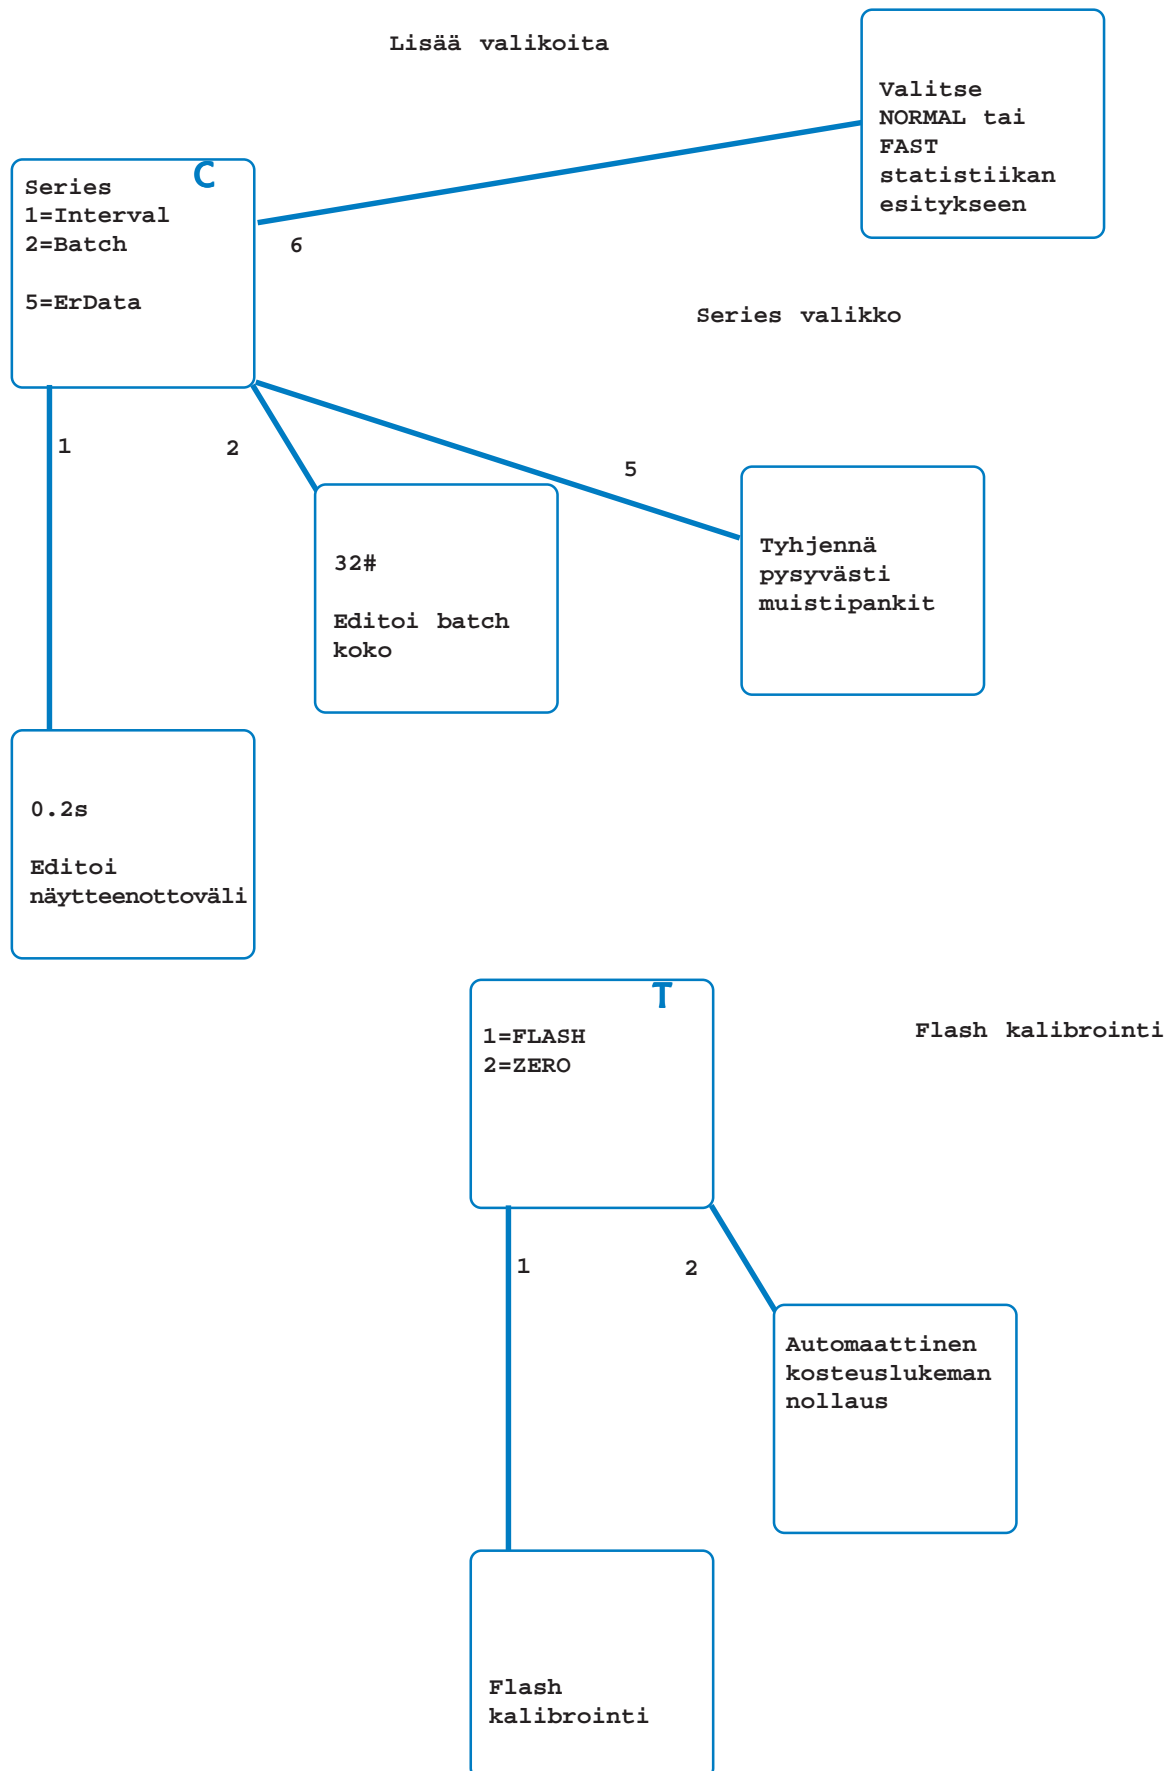 Lisää valikoita
Valitse
NORMAL tai
FAST
statistiikan
esitykseen
C
Series
1=Interval
2=Batch
5=ErData
6
Series valikko
1
2
5
32#
Editoi batch
koko
Tyhjennä
pysyvästi
muistipankit
0.2s
Editoi
näytteenottoväli
T
1=FLASH
2=ZERO
Flash kalibrointi
1
2
Automaattinen
kosteuslukeman
nollaus
Flash
kalibrointi